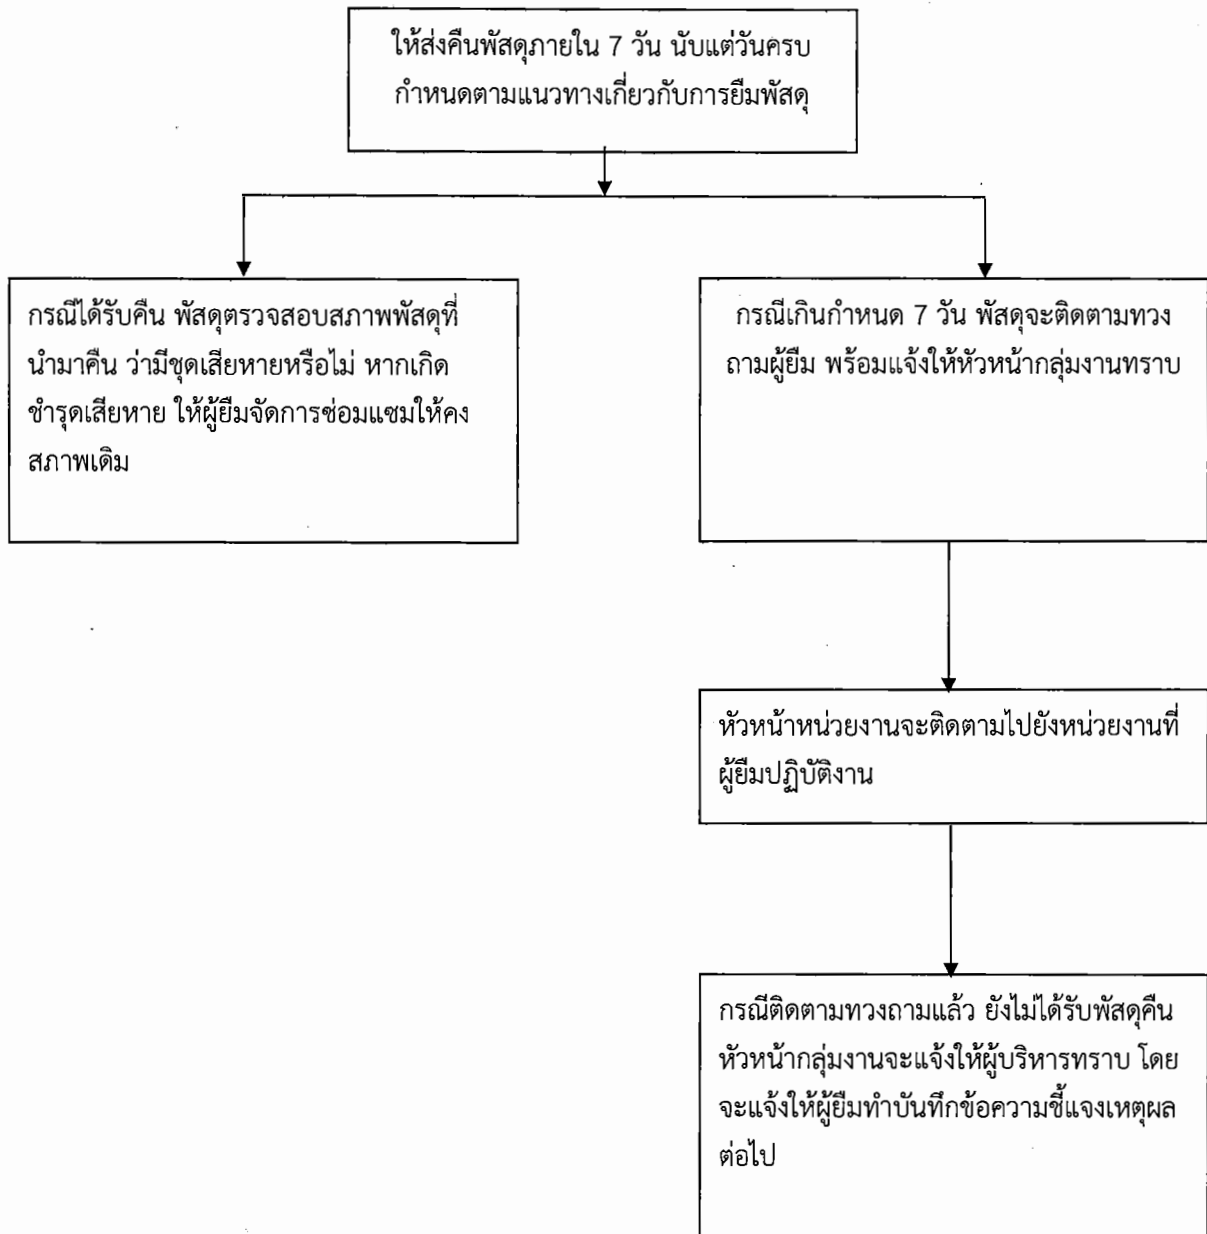 ให้ส่งคืนพัสดุภายใน 7 วัน นับแต่วันครบ
กำหนดตามแนวทางเกี่ยวกับการยืมพัสดุ
กรณีได้รับคืน พัสดุตรวจสอบสภาพพัสดุที่
นำมาคืน ว่ามีชุดเสียหายหรือไม่ หากเกิด
ชำรุดเสียหาย ให้ผู้ยืมจัดการซ่อมแซมให้คง
สภาพเดิม
กรณีเกินกำหนด 7 วัน พัสดุจะติดตามทวง
ถามผู้ยืม พร้อมแจ้งให้หัวหน้ากลุ่มงานทราบ
หัวหน้าหน่วยงานจะติดตามไปยังหน่วยงานที่
ผู้ยืมปฏิบัติงาน
กรณีติดตามทวงถามแล้ว ยังไม่ได้รับพัสดุคืน
หัวหน้ากลุ่มงานจะแจ้งให้ผู้บริหารทราบ โดย
จะแจ้งให้ผู้ยืมทำบันทึกข้อความชี้แจงเหตุผล
ต่อไป